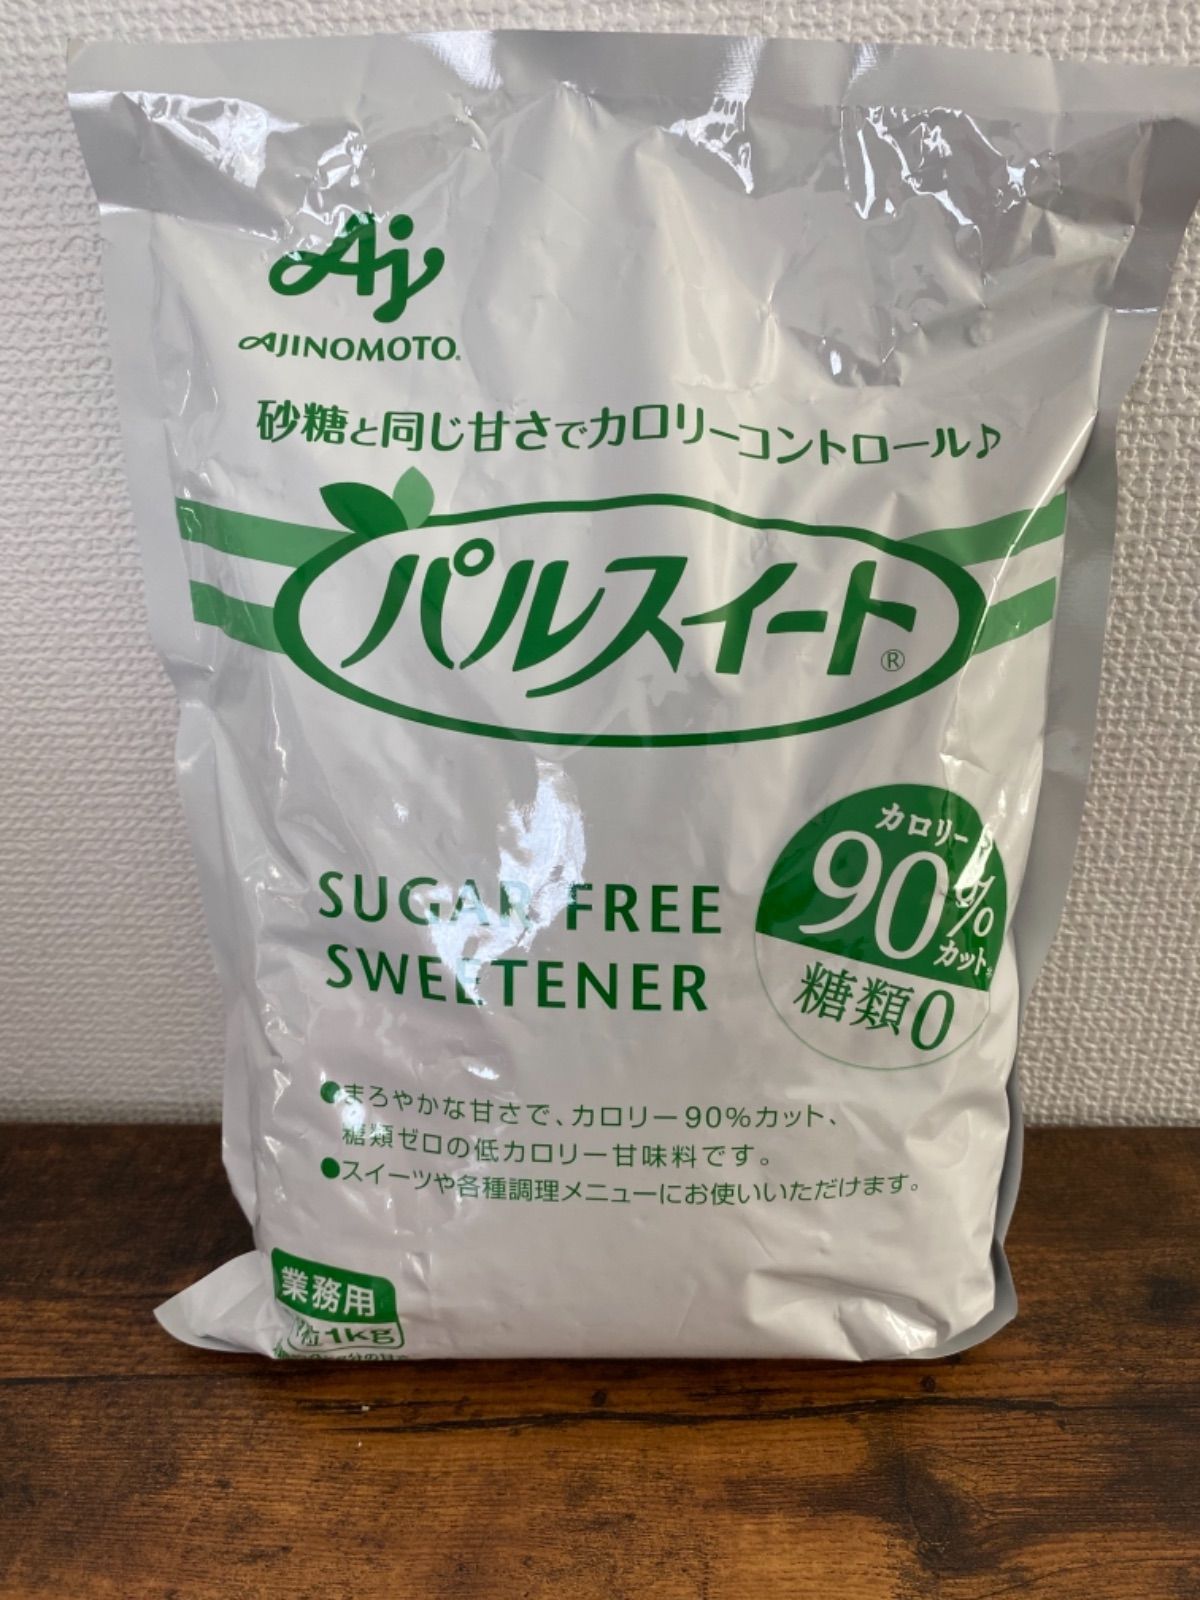 Aj
AJINOMOTO®
砂糖と同じ甘さでカロリーコントロール♪
パルスイート®
カロリー
90%
カット※
糖類0
SUGAR FREE
SWEETENER
●まろやかな甘さで、カロリー90%カット、
糖類ゼロの低カロリー甘味料です。
●スイーツや各種調理メニューにお使いいただけます。
業務用
1kg